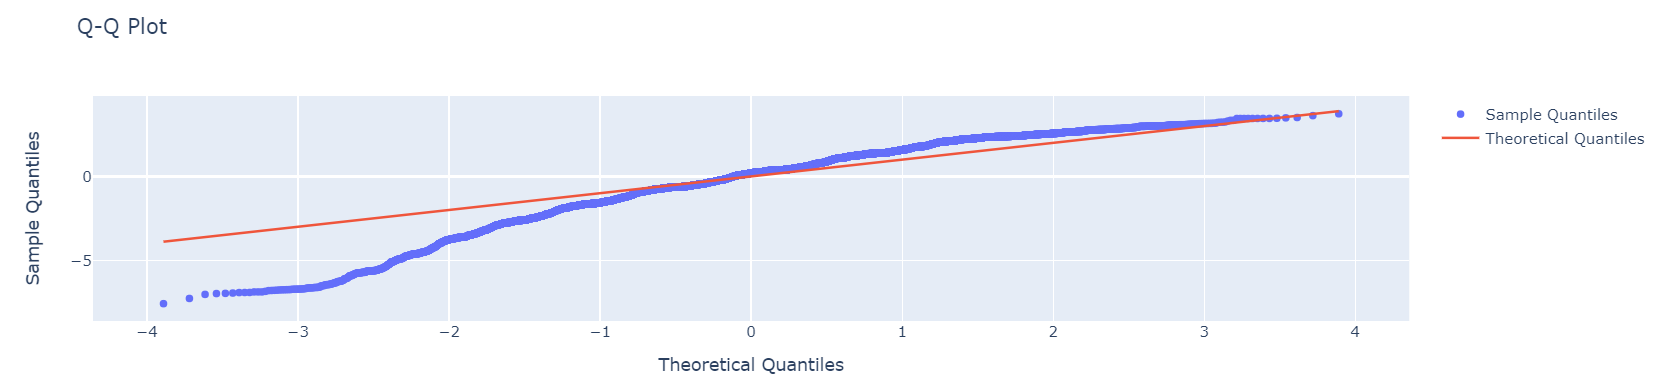 Q-Q Plot
Sample Quantiles
0
−5
−4
−3
−2
−1
0
1
2
3
4
Theoretical Quantiles
Sample Quantiles
Theoretical Quantiles